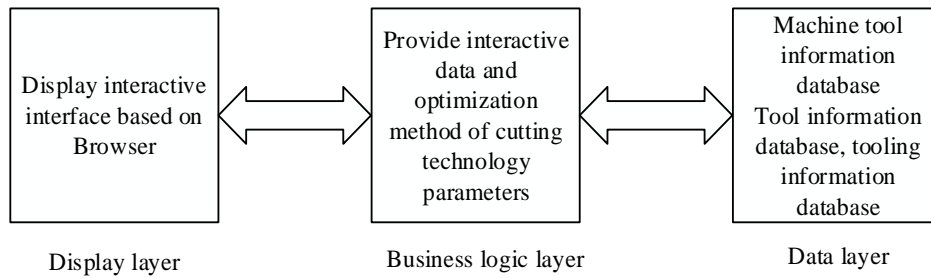 Display interactive
interface based on
Browser
Provide interactive
data and
optimization
method of cutting
technology
parameters
Machine tool
information
database
Tool information
database, tooling
information
database
Display layer
Business logic layer
Data layer